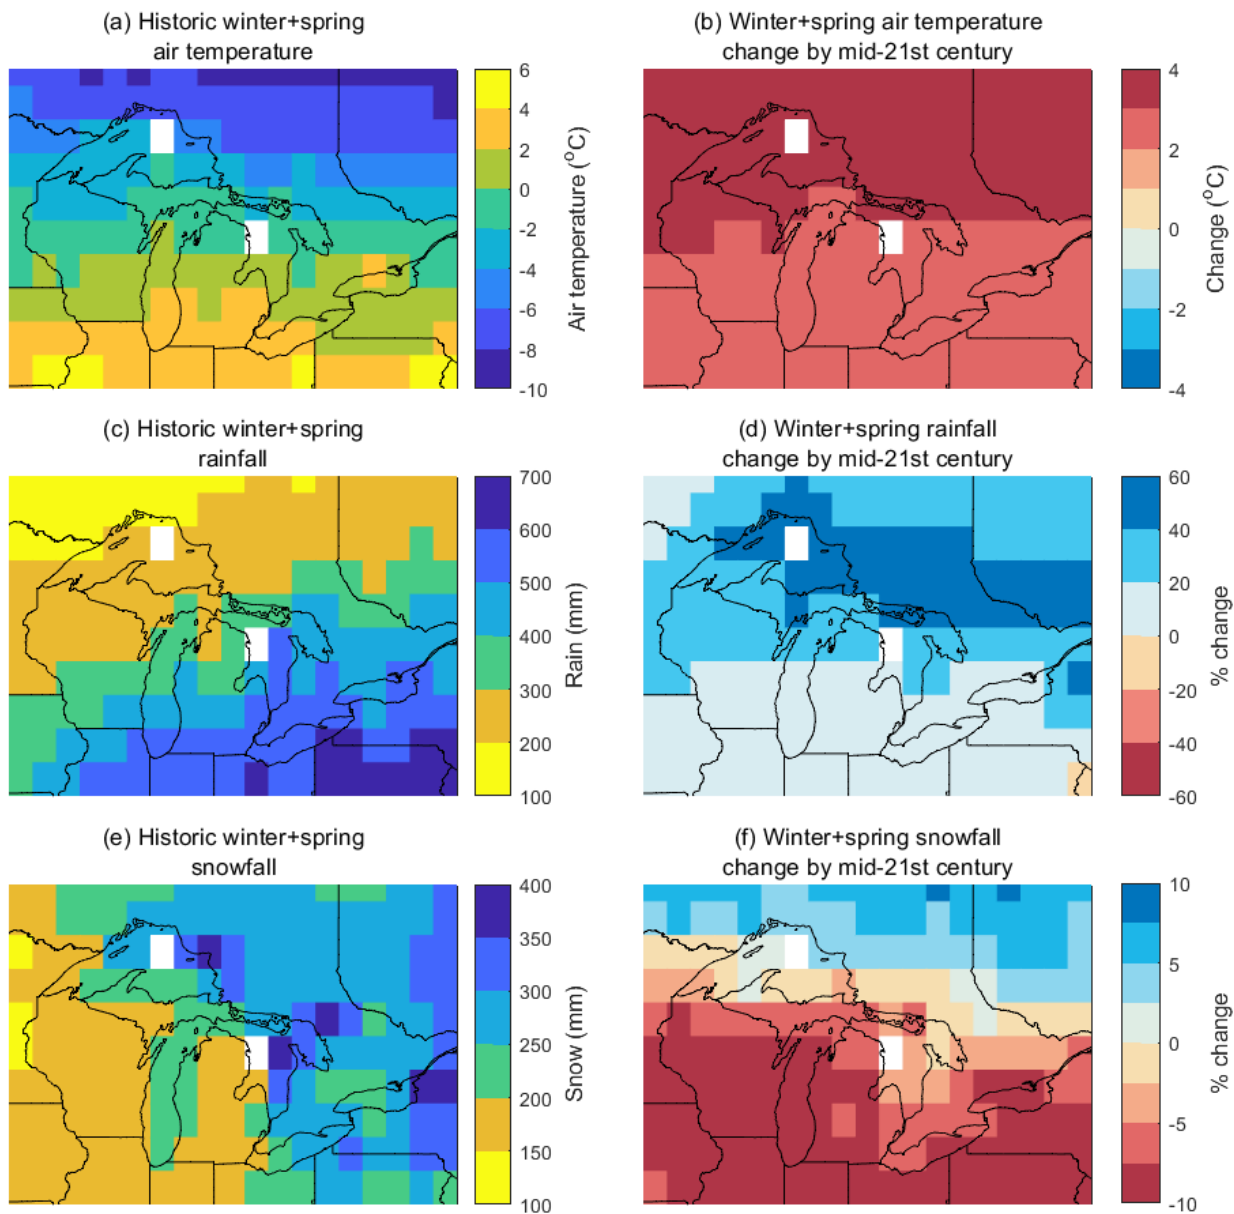 (a) Historic winter+spring
air temperature
6
4
2
0
-2
-4
-6
-8
-10
Air temperature (°C)
(b) Winter+spring air temperature
change by mid-21st century
4
2
0
-2
-4
Change (°C)
(c) Historic winter+spring
rainfall
700
600
500
400
300
200
100
Rain (mm)
(d) Winter+spring rainfall
change by mid-21st century
60
40
20
0
-20
-40
-60
% change
(e) Historic winter+spring
snowfall
400
350
300
250
200
150
100
Snow (mm)
(f) Winter+spring snowfall
change by mid-21st century
10
5
0
-5
-10
% change